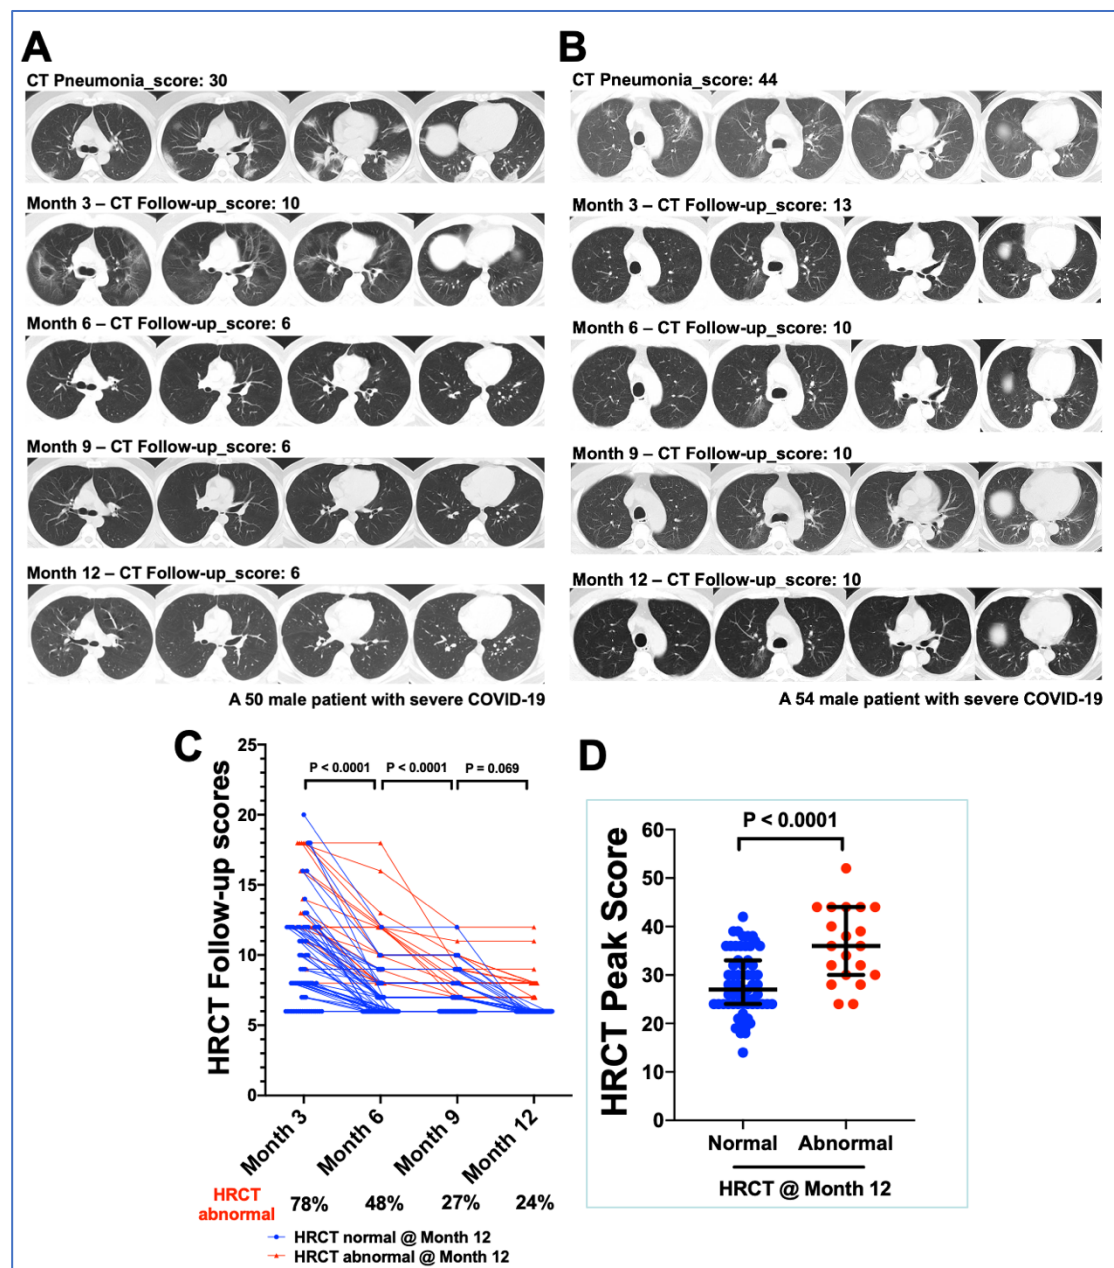 A
CT Pneumonia_score: 30
Month 3 – CT Follow-up_score: 10
Month 6 – CT Follow-up_score: 6
Month 9 – CT Follow-up_score: 6
Month 12 – CT Follow-up_score: 6
A 50 male patient with severe COVID-19
B
CT Pneumonia_score: 44
Month 3 – CT Follow-up_score: 13
Month 6 – CT Follow-up_score: 10
Month 9 – CT Follow-up_score: 10
Month 12 – CT Follow-up_score: 10
A 54 male patient with severe COVID-19
C
HRCT Follow-up scores
25
20
15
10
5
0
P < 0.0001
P < 0.0001
P = 0.069
Month 3
Month 6
Month 9
Month 12
HRCT abnormal
78%
48%
27%
24%
HRCT normal @ Month 12
HRCT abnormal @ Month 12
D
P < 0.0001
HRCT Peak Score
60
50
40
30
20
10
0
Normal
Abnormal
HRCT @ Month 12